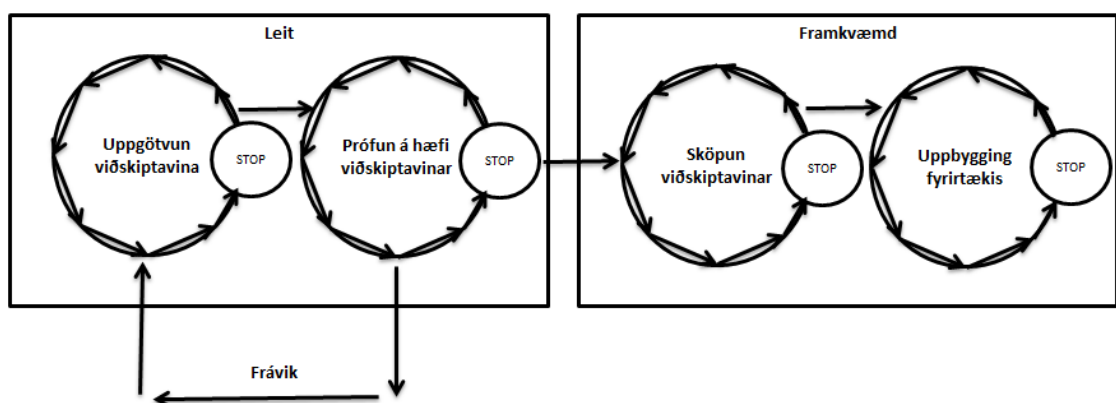 Leit
Uppgötvun
viðskiptavina
STOP
Prófun á hæfi
viðskiptavinar
STOP
Framkvæmd
Sköpun
viðskiptavinar
STOP
Uppbygging
fyrirtækis
STOP
Frávik